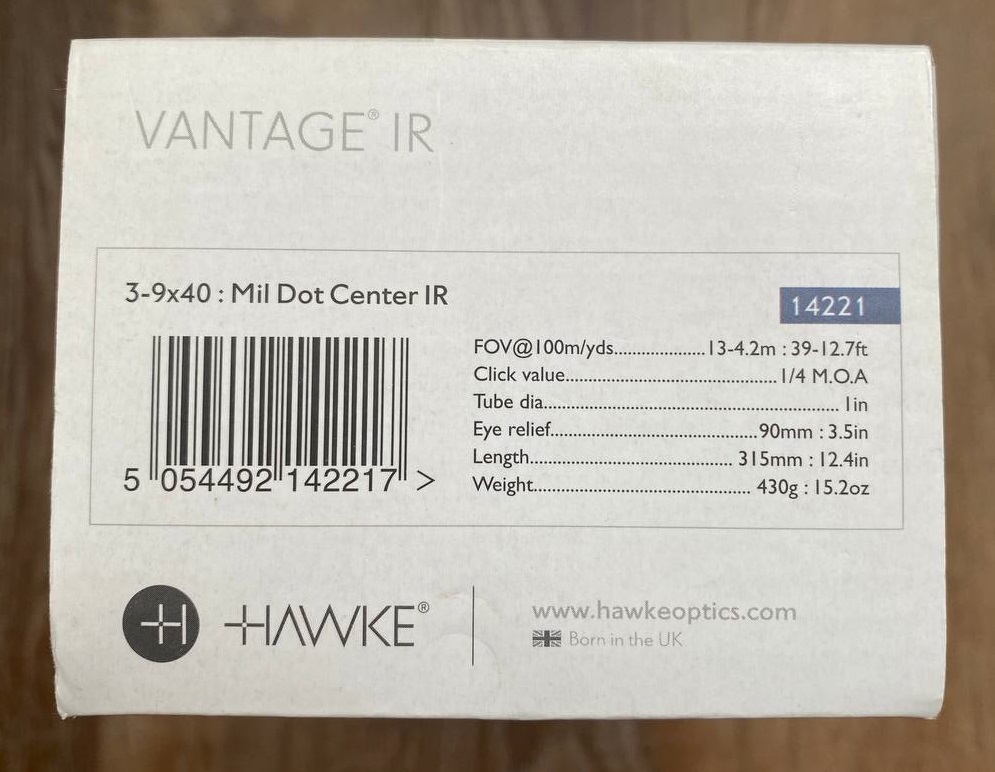 VANTAGE® IR
3-9x40 : Mil Dot Center IR
14221
FOV@100m/yds....................13-4.2m : 39-12.7ft
Click value.............................................. 1/4 M.O.A
Tube dia................................................................ 1in
Eye relief.............................................90mm : 3.5in
Length............................................ 315mm : 12.4in
Weight............................................... 430g : 15.2oz
5 054492 142217 >
HAWKE®
www.hawkeoptics.com
Born in the UK